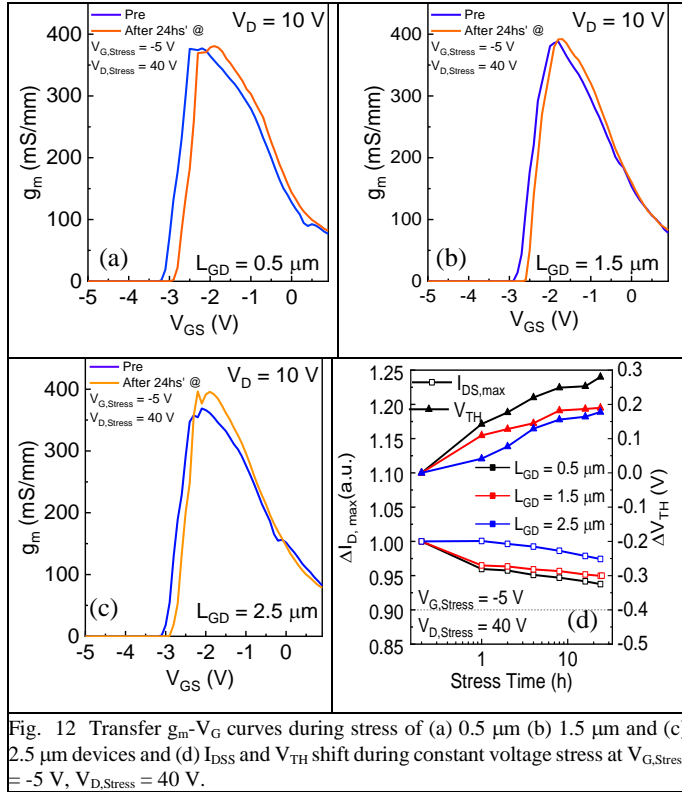 Pre
After 24hs' @
V_G,Stress = -5 V
V_D,Stress = 40 V
V_D = 10 V
g_m (mS/mm)
400
300
200
100
0
(a)
L_GD = 0.5 µm
-5 -4 -3 -2 -1 0
V_GS (V)
Pre
After 24hs' @
V_G,Stress = -5 V
V_D,Stress = 40 V
V_D = 10 V
g_m (mS/mm)
400
300
200
100
0
(b)
L_GD = 1.5 µm
-5 -4 -3 -2 -1 0
V_GS (V)
Pre
After 24hs' @
V_G,Stress = -5 V
V_D,Stress = 40 V
V_D = 10 V
g_m (mS/mm)
400
300
200
100
0
(c)
L_GD = 2.5 µm
-5 -4 -3 -2 -1 0
V_GS (V)
I_DS,max
V_TH
L_GD = 0.5 µm
L_GD = 1.5 µm
L_GD = 2.5 µm
V_G,Stress = -5 V
V_D,Stress = 40 V
(d)
ΔI_D, max(a.u.)
1.25
1.20
1.15
1.10
1.05
1.00
0.95
0.90
0.85
ΔV_TH (V)
0.3
0.2
0.1
0.0
-0.1
-0.2
-0.3
-0.4
-0.5
1 10
Stress Time (h)
Fig. 12 Transfer g_m-V_G curves during stress of (a) 0.5 µm (b) 1.5 µm and (c)
2.5 µm devices and (d) I_DSS and V_TH shift during constant voltage stress at V_G,Stress
= -5 V, V_D,Stress = 40 V.